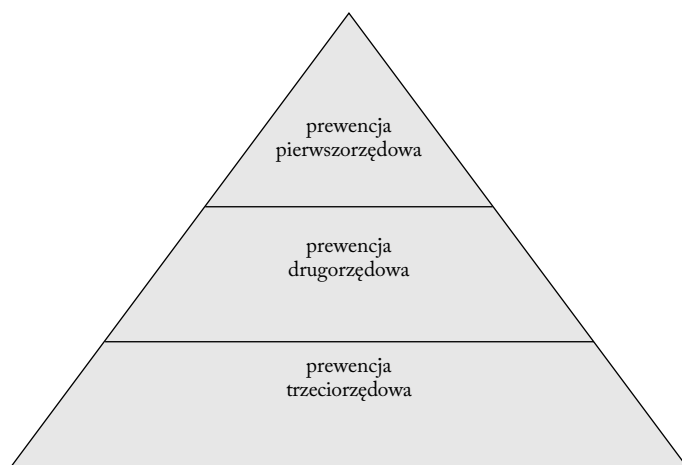 prewencja
pierwszorzędowa
prewencja
drugorzędowa
prewencja
trzeciorzędowa